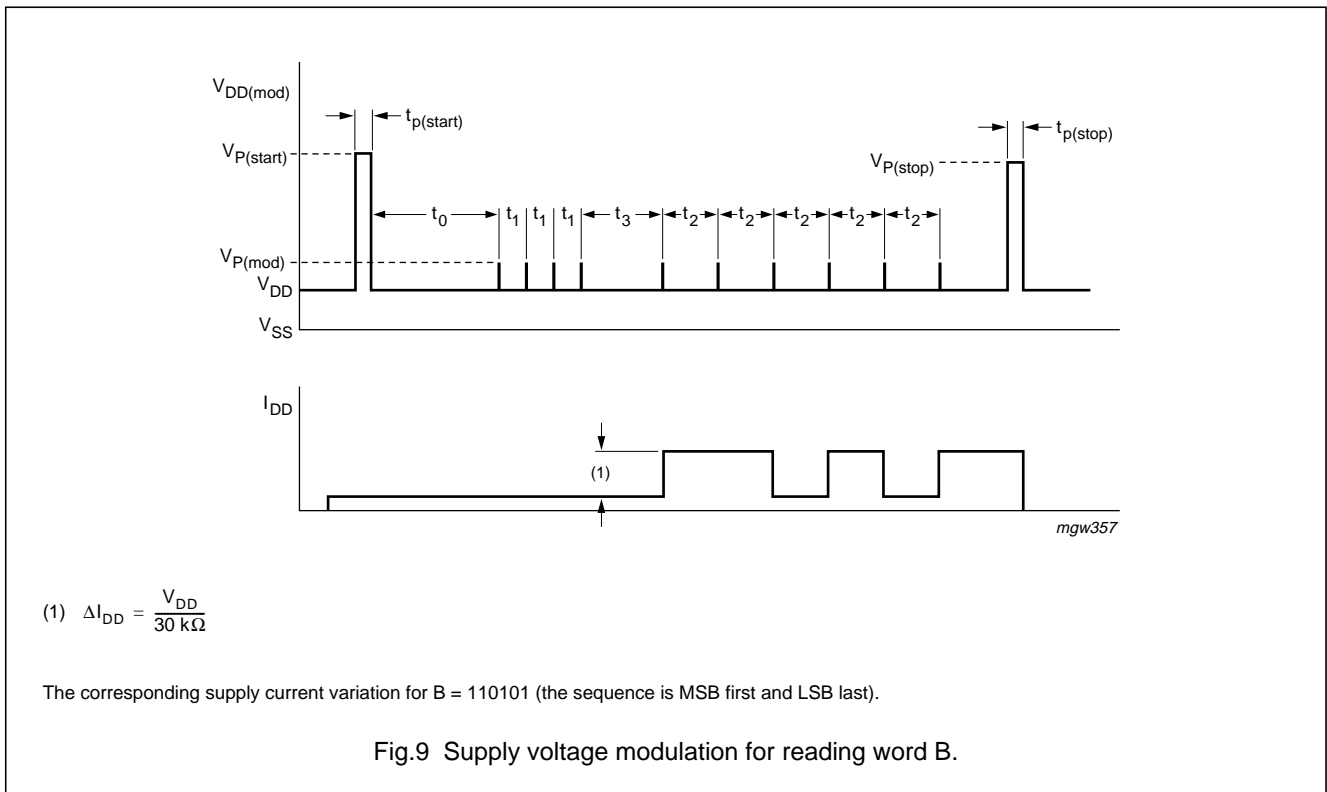 V_DD(mod)
t_p(start)
t_p(stop)
V_P(start)
V_P(stop)
t_0 t_1 t_1 t_1 t_3 t_2 t_2 t_2 t_2 t_2
V_P(mod)
V_DD
V_SS
I_DD
(1)
mgw357
(1) ΔI_DD = V_DD / 30 kΩ
The corresponding supply current variation for B = 110101 (the sequence is MSB first and LSB last).
Fig.9 Supply voltage modulation for reading word B.